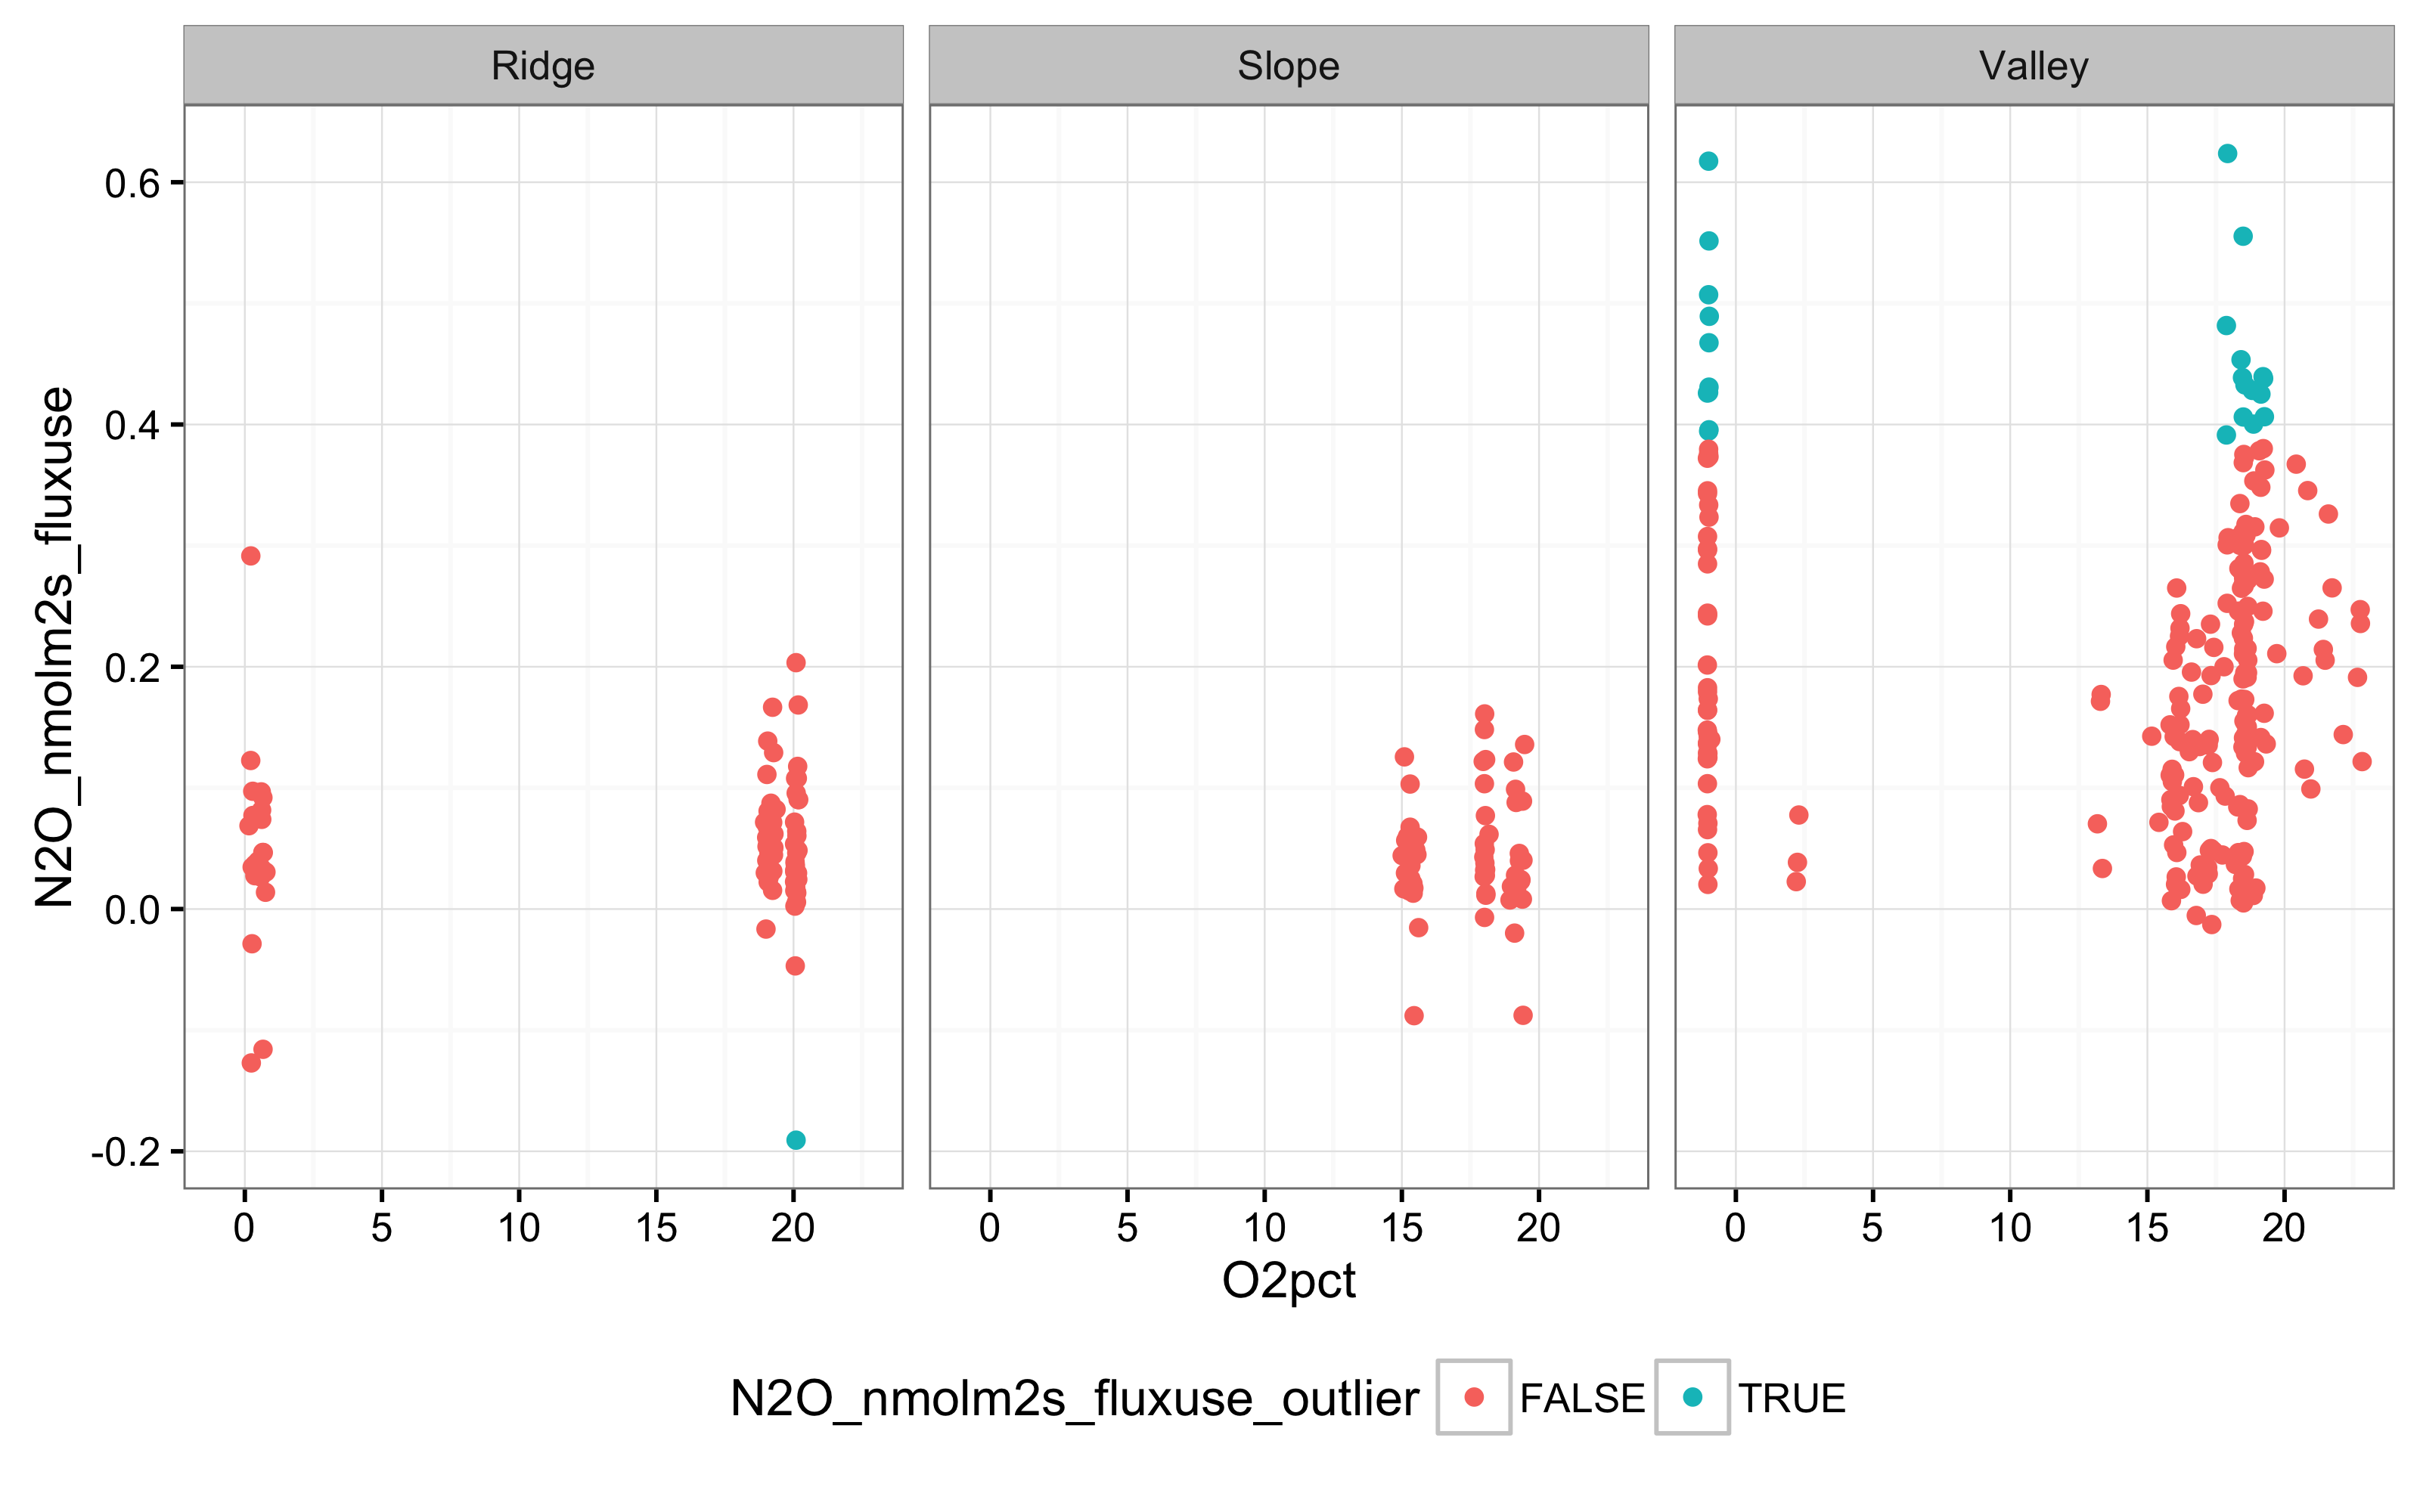 Ridge Slope Valley
0.6
0.4
0.2
0.0
-0.2
N2O_nmolm2s_fluxuse
0 5 10 15 20 0 5 10 15 20 0 5 10 15 20
O2pct
N2O_nmolm2s_fluxuse_outlier FALSE TRUE